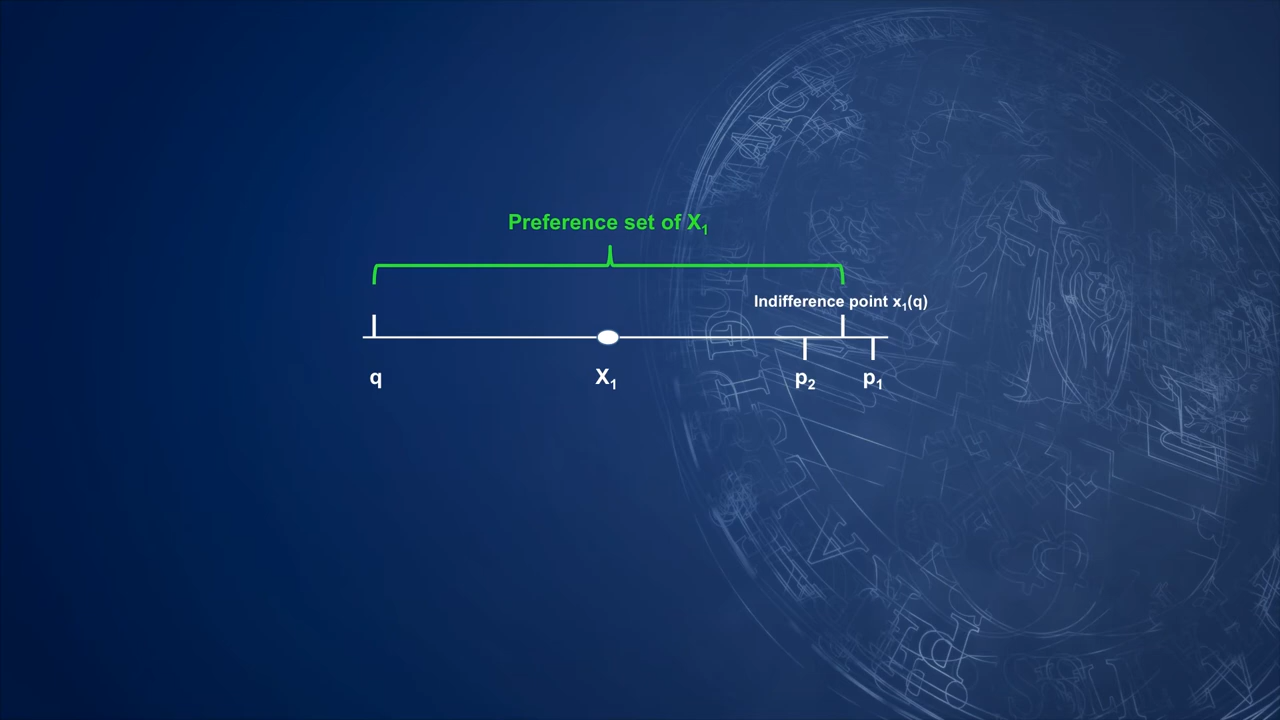 Preference set of X₁
Indifference point x₁(q)
q X₁ p₂ p₁